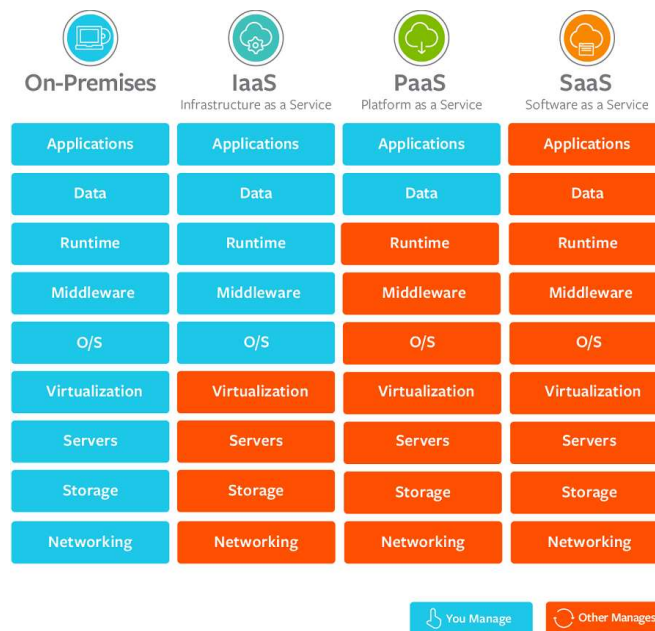 On-Premises
IaaS
Infrastructure as a Service
PaaS
Platform as a Service
SaaS
Software as a Service
Applications Applications Applications Applications
Data Data Data Data
Runtime Runtime Runtime Runtime
Middleware Middleware Middleware Middleware
O/S O/S O/S O/S
Virtualization Virtualization Virtualization Virtualization
Servers Servers Servers Servers
Storage Storage Storage Storage
Networking Networking Networking Networking
You Manage Other Manages